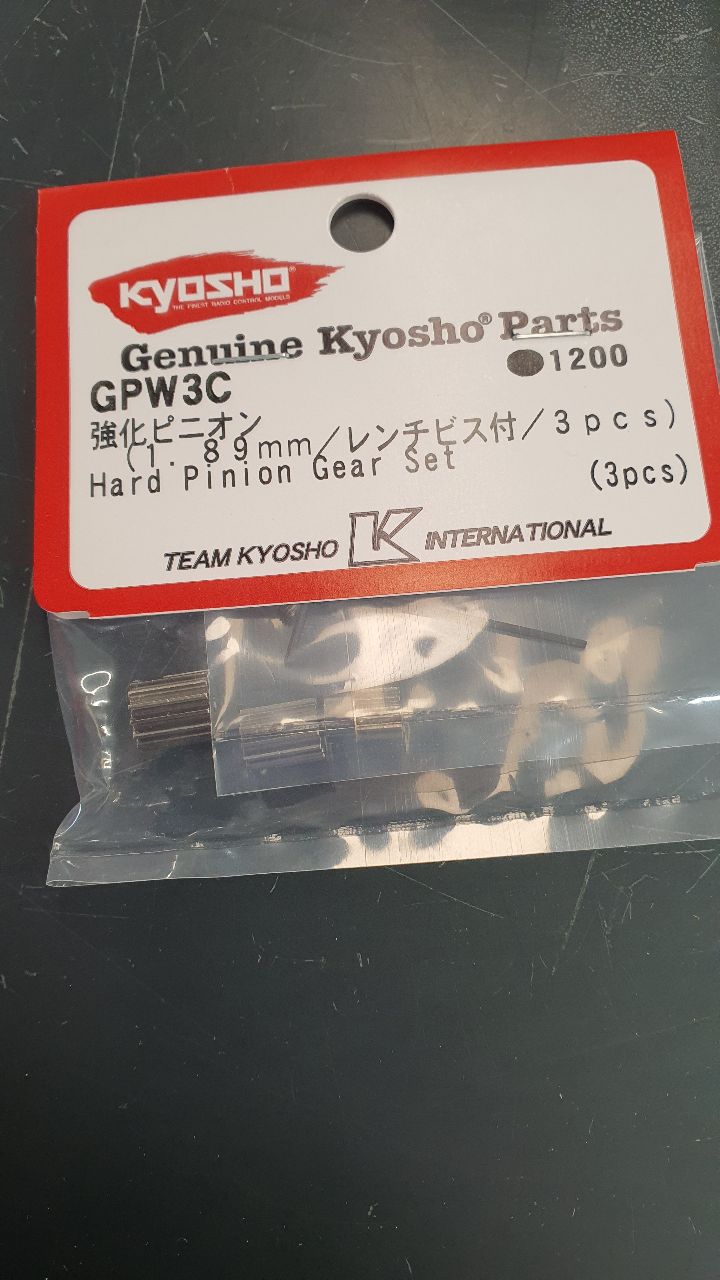 KYOSHO®
THE FINEST RADIO CONTROL MODELS
Genuine Kyosho® Parts
GPW3C ●1200
強化ピニオン
(1.89mm/レンチビス付/3pcs)
Hard Pinion Gear Set (3pcs)
TEAM KYOSHO K INTERNATIONAL